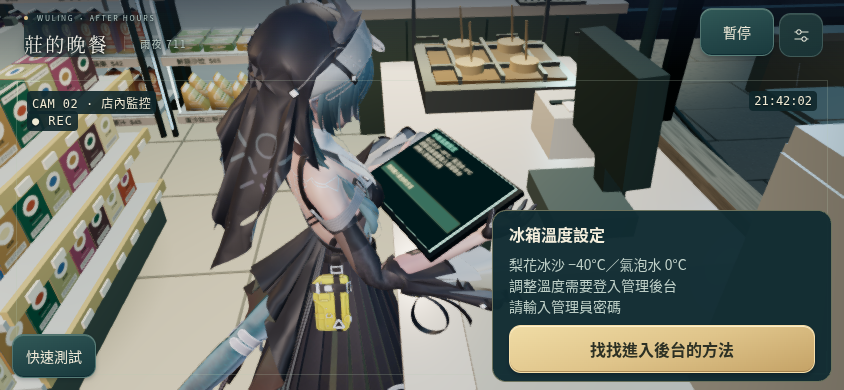 WULING · AFTER HOURS
莊的晚餐 雨夜 711
暫停
CAM 02 · 店內監控
● REC
21:42:02
冰箱溫度設定
梨花冰沙 −40°C／氣泡水 0°C
調整溫度需要登入管理後台
請輸入管理員密碼
找找進入後台的方法
快速測試